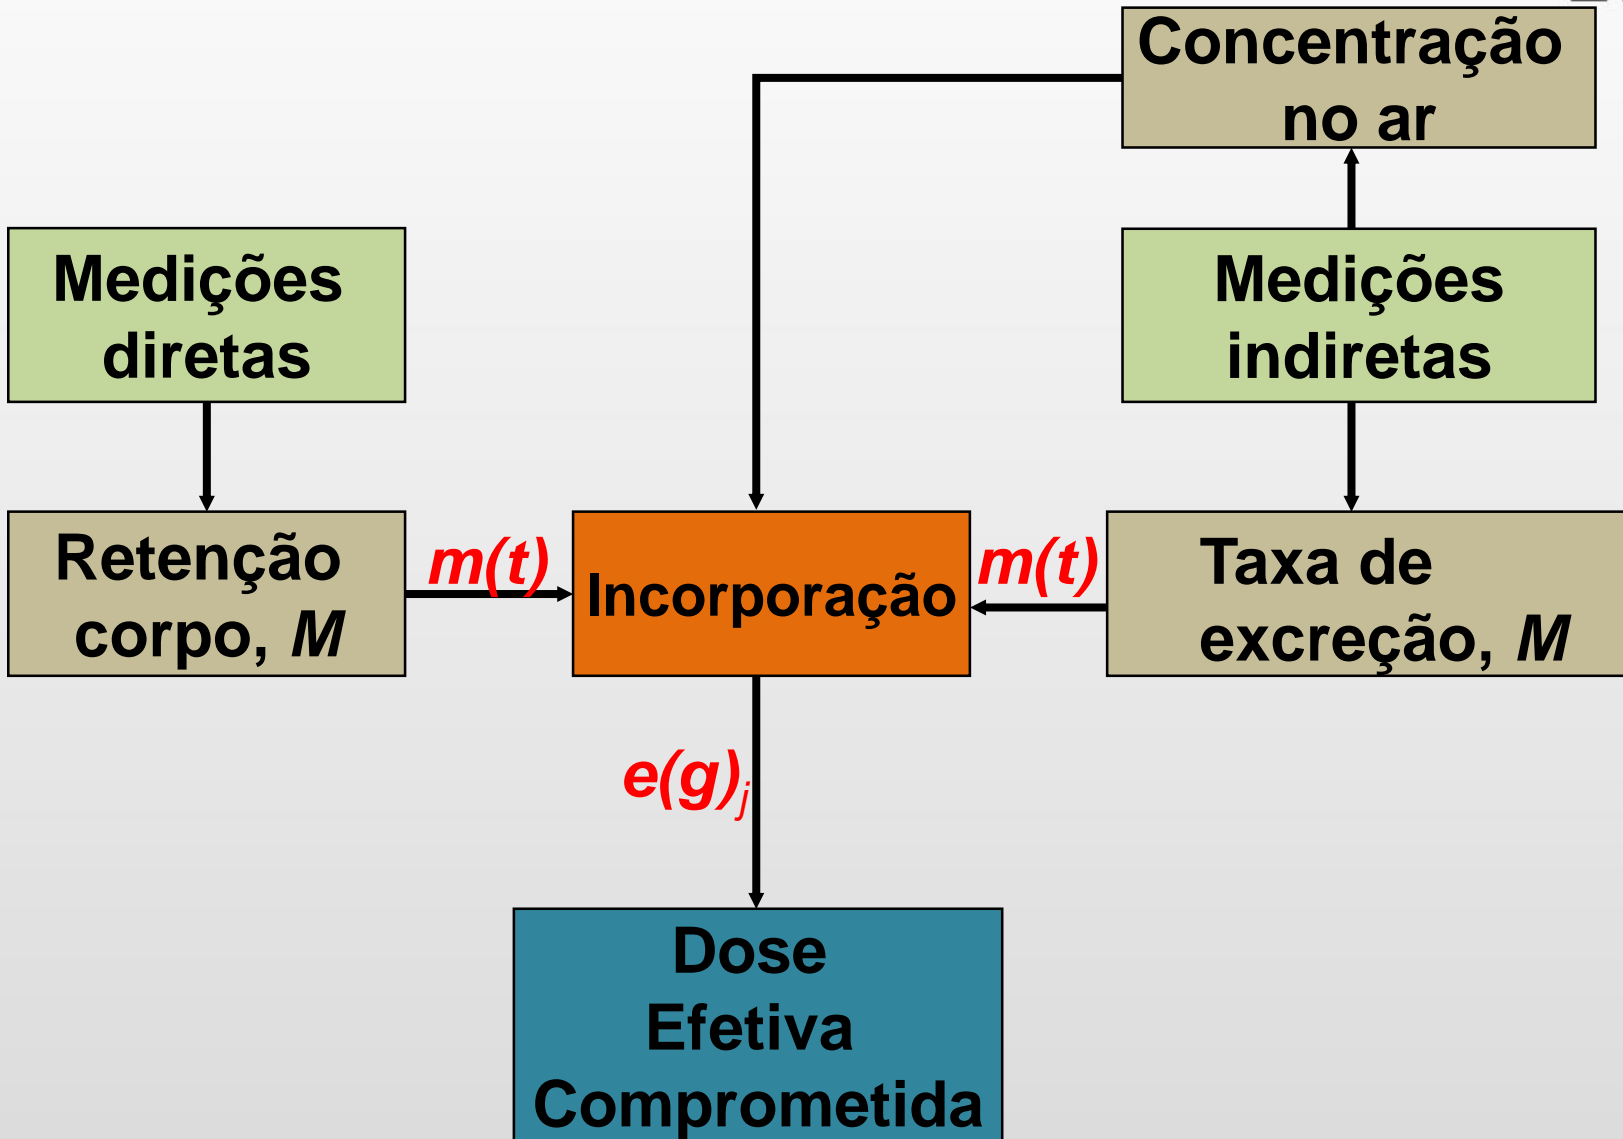 Concentração
no ar
Medições
diretas
Medições
indiretas
Retenção
corpo, M
m(t)
Incorporação
m(t)
Taxa de
excreção, M
e(g)j
Dose
Efetiva
Comprometida